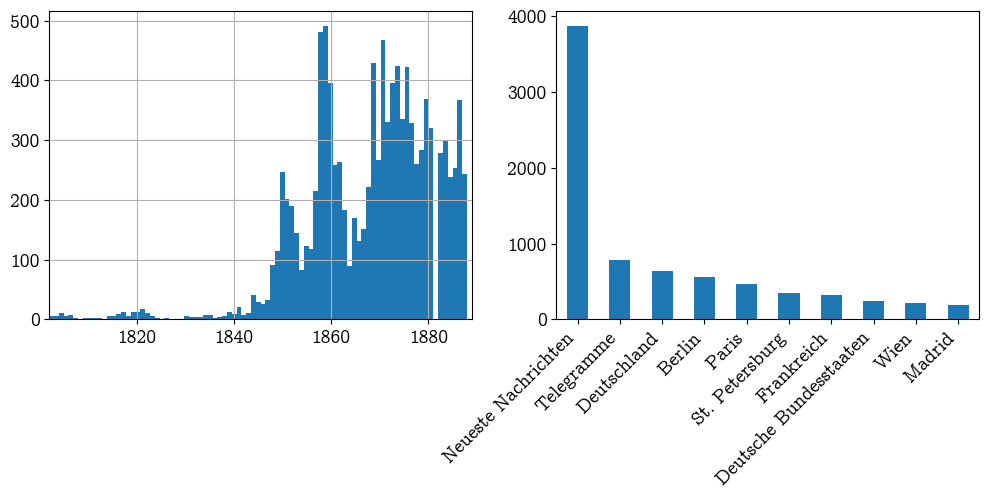 500
400
300
200
100
0
1820
1840
1860
1880
4000
3000
2000
1000
0
Neueste Nachrichten
Telegramme
Deutschland
Berlin
Paris
St. Petersburg
Frankreich
Deutsche Bundesstaaten
Wien
Madrid